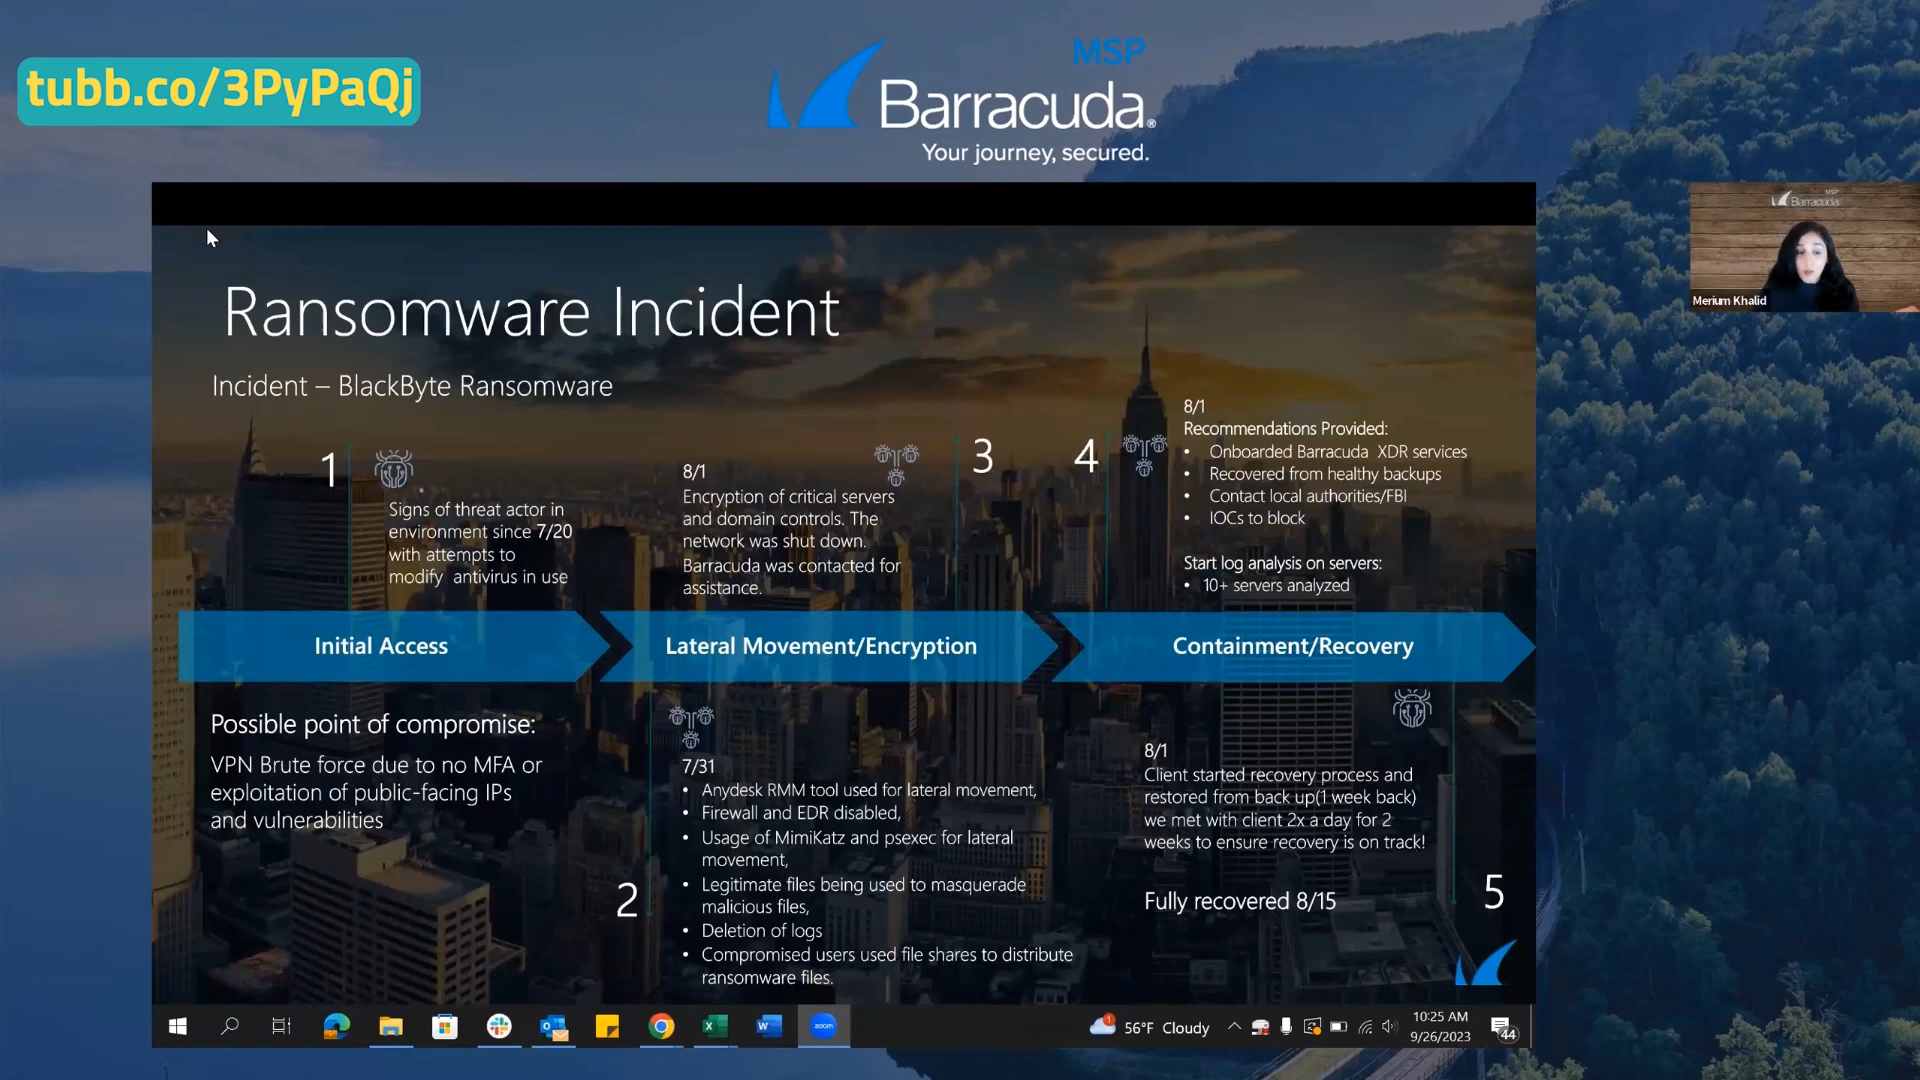 tubb.co/3PyPaQj
MSP
Barracuda®
Your journey, secured.
MSP
Barracuda
Merium Khalid
Ransomware Incident
Incident – BlackByte Ransomware
1
Signs of threat actor in
environment since 7/20
with attempts to
modify antivirus in use
8/1
Encryption of critical servers
and domain controls. The
network was shut down.
Barracuda was contacted for
assistance.
3
4
8/1
Recommendations Provided:
• Onboarded Barracuda XDR services
• Recovered from healthy backups
• Contact local authorities/FBI
• IOCs to block
Start log analysis on servers:
• 10+ servers analyzed
Initial Access
Lateral Movement/Encryption
Containment/Recovery
Possible point of compromise:
VPN Brute force due to no MFA or
exploitation of public-facing IPs
and vulnerabilities
2
7/31
• Anydesk RMM tool used for lateral movement,
• Firewall and EDR disabled,
• Usage of MimiKatz and psexec for lateral
movement,
• Legitimate files being used to masquerade
malicious files,
• Deletion of logs
• Compromised users used file shares to distribute
ransomware files.
8/1
Client started recovery process and
restored from back up(1 week back)
we met with client 2x a day for 2
weeks to ensure recovery is on track!
Fully recovered 8/15
5
zoom
1
56°F Cloudy
10:25 AM
9/26/2023
44